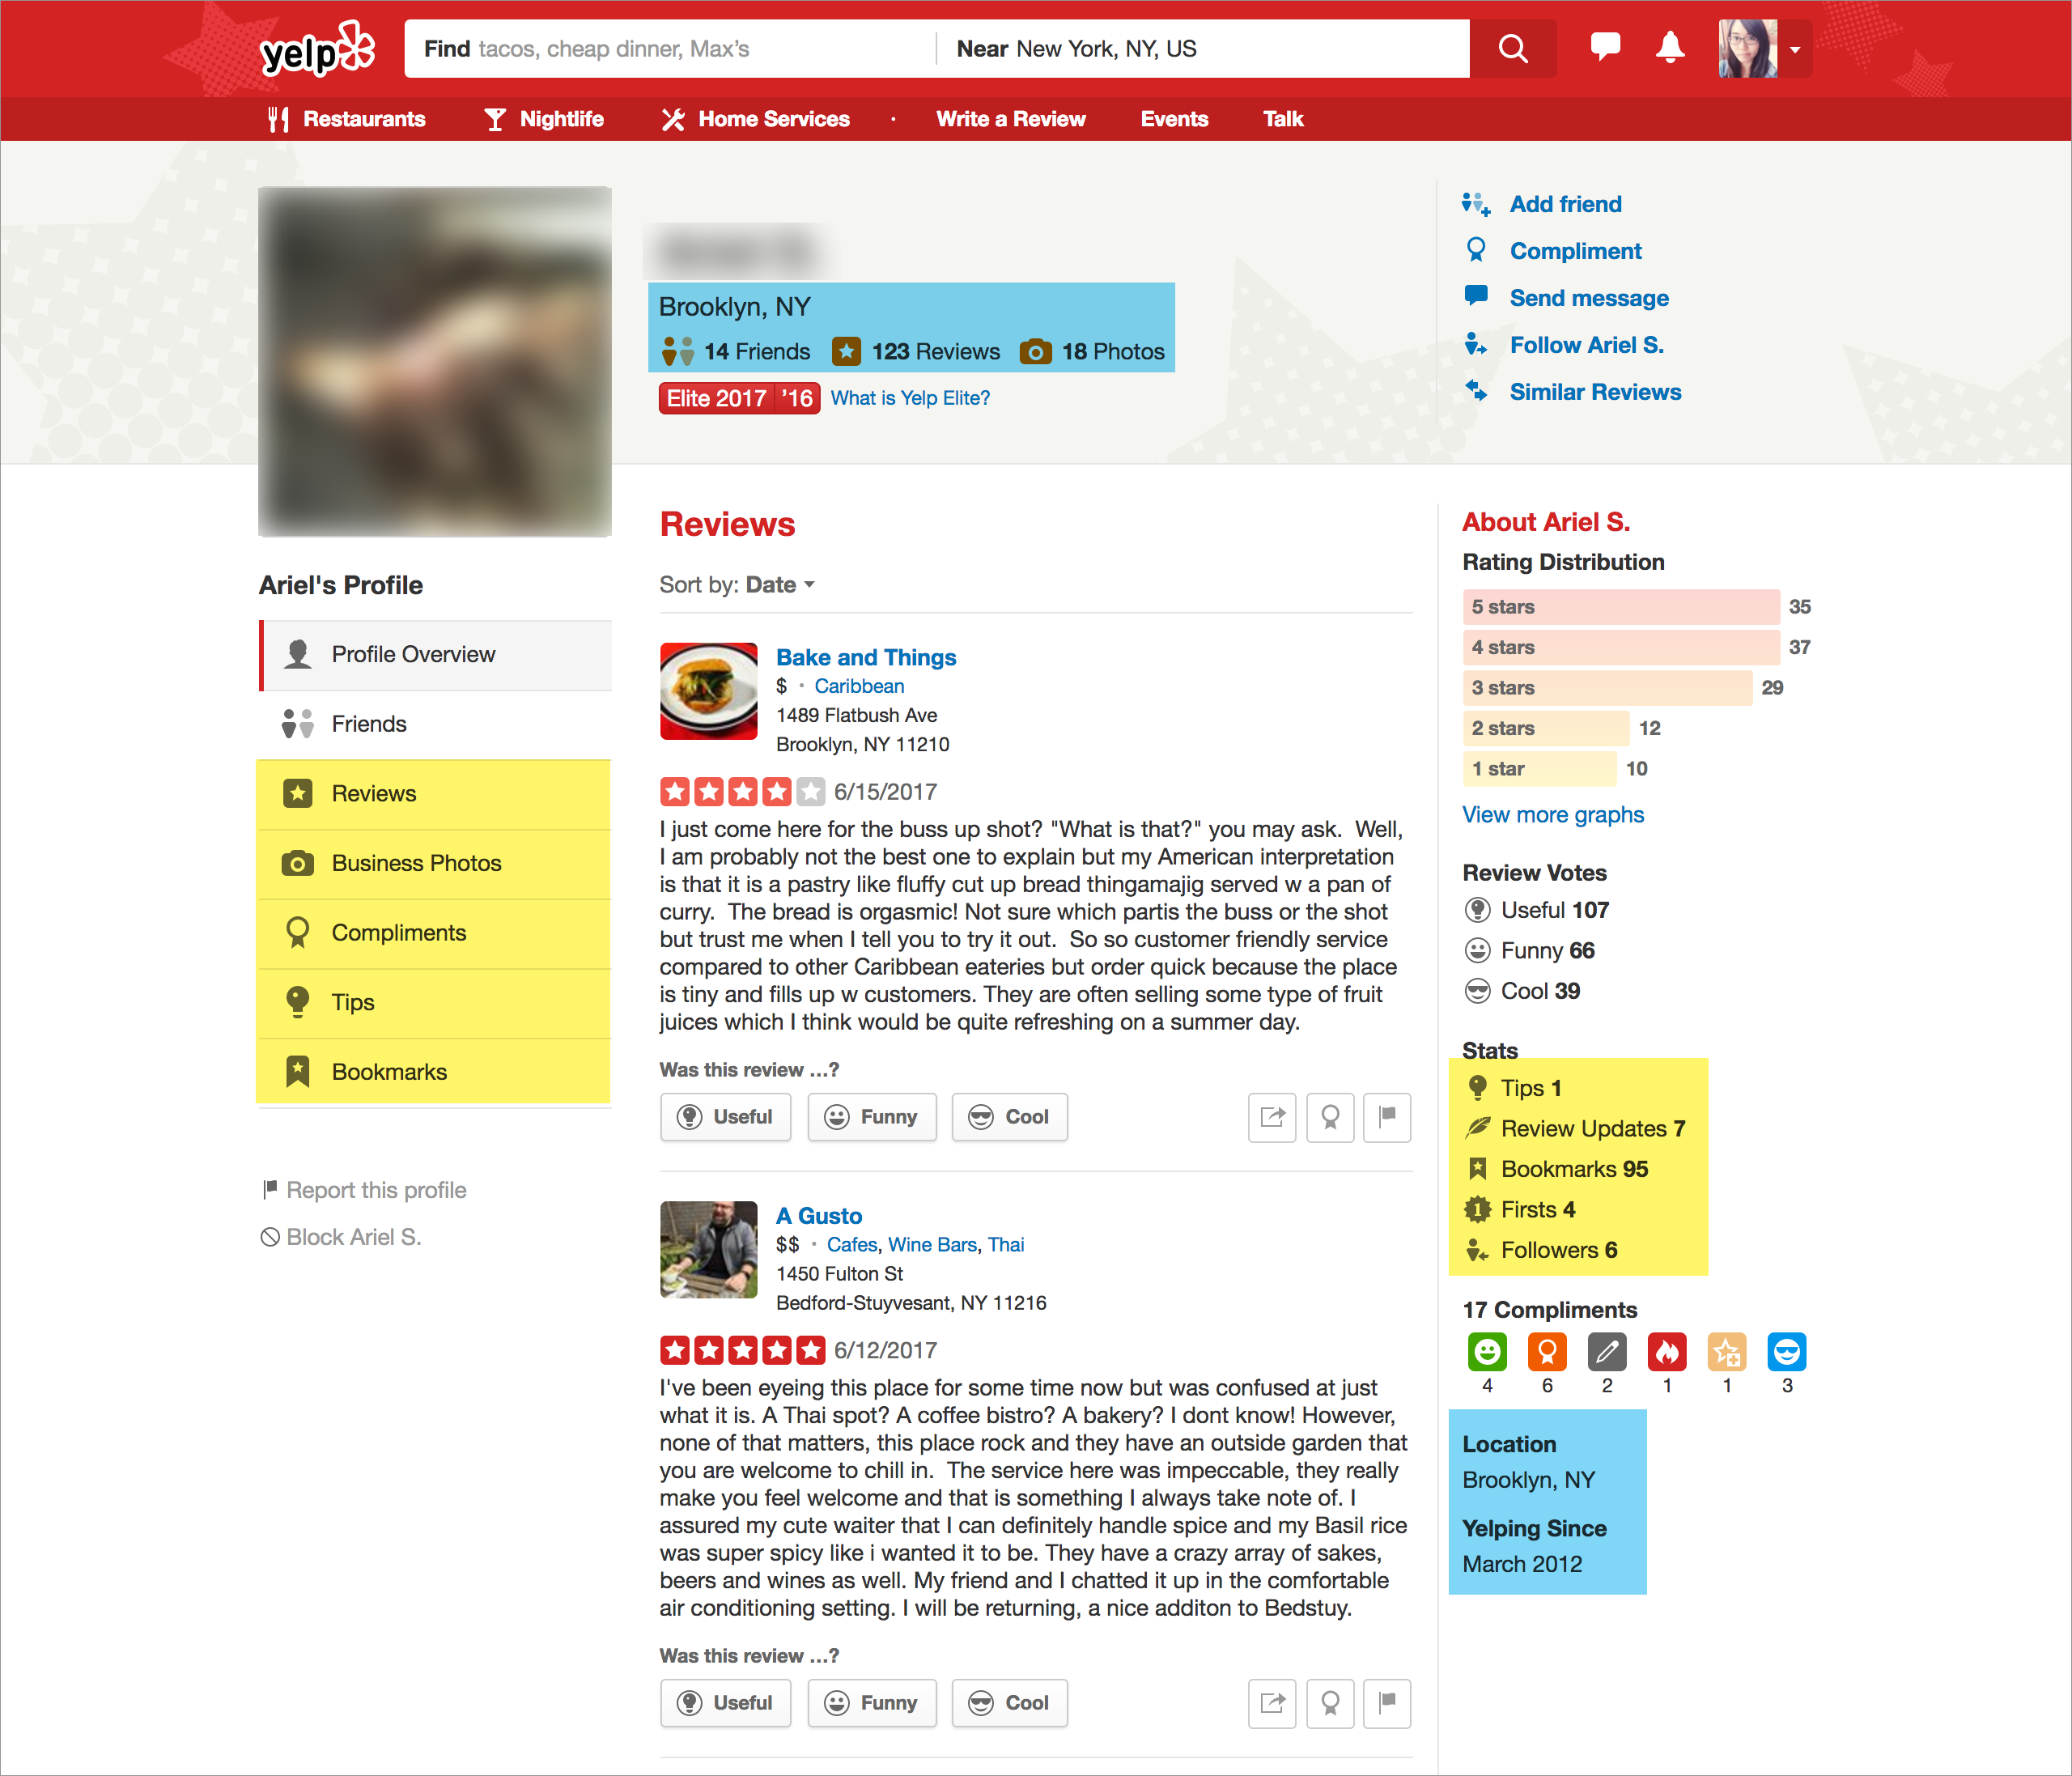 yelp
Find tacos, cheap dinner, Max's
Near New York, NY, US
Restaurants
Nightlife
Home Services
·
Write a Review
Events
Talk
Brooklyn, NY
14 Friends 123 Reviews 18 Photos
Elite 2017 '16 What is Yelp Elite?
Add friend
Compliment
Send message
Follow Ariel S.
Similar Reviews
Ariel's Profile
Profile Overview
Friends
Reviews
Business Photos
Compliments
Tips
Bookmarks
Report this profile
Block Ariel S.
Reviews
Sort by: Date
Bake and Things
$ · Caribbean
1489 Flatbush Ave
Brooklyn, NY 11210
6/15/2017
I just come here for the buss up shot? "What is that?" you may ask.  Well,
I am probably not the best one to explain but my American interpretation
is that it is a pastry like fluffy cut up bread thingamajig served w a pan of
curry.  The bread is orgasmic! Not sure which partis the buss or the shot
but trust me when I tell you to try it out.  So so customer friendly service
compared to other Caribbean eateries but order quick because the place
is tiny and fills up w customers. They are often selling some type of fruit
juices which I think would be quite refreshing on a summer day.
Was this review ...?
Useful
Funny
Cool
A Gusto
$$ · Cafes, Wine Bars, Thai
1450 Fulton St
Bedford-Stuyvesant, NY 11216
6/12/2017
I've been eyeing this place for some time now but was confused at just
what it is. A Thai spot? A coffee bistro? A bakery? I dont know! However,
none of that matters, this place rock and they have an outside garden that
you are welcome to chill in.  The service here was impeccable, they really
make you feel welcome and that is something I always take note of. I
assured my cute waiter that I can definitely handle spice and my Basil rice
was super spicy like i wanted it to be. They have a crazy array of sakes,
beers and wines as well. My friend and I chatted it up in the comfortable
air conditioning setting. I will be returning, a nice additon to Bedstuy.
Was this review ...?
Useful
Funny
Cool
About Ariel S.
Rating Distribution
5 stars 35
4 stars 37
3 stars 29
2 stars 12
1 star 10
View more graphs
Review Votes
Useful 107
Funny 66
Cool 39
Stats
Tips 1
Review Updates 7
Bookmarks 95
1 Firsts 4
Followers 6
17 Compliments
4 6 2 1 1 3
Location
Brooklyn, NY
Yelping Since
March 2012